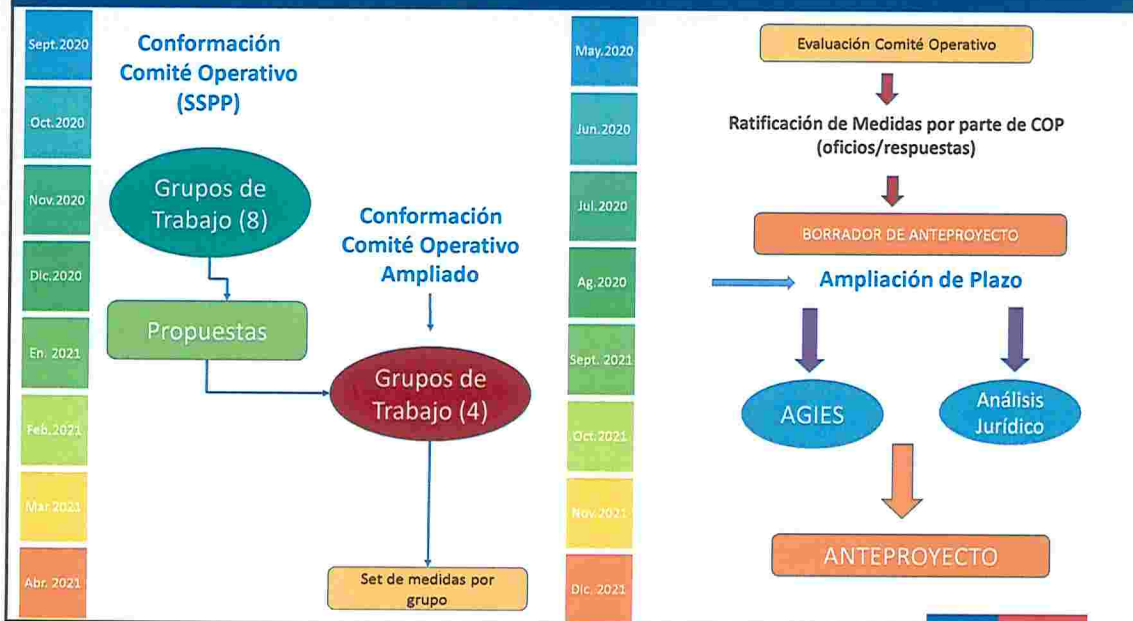 Sept.2020
Oct.2020
Nov.2020
Dic.2020
En. 2021
Feb.2021
Mar.2021
Abr. 2021
Conformación
Comité Operativo
(SSPP)
Grupos de
Trabajo (8)
Propuestas
Conformación
Comité Operativo
Ampliado
Grupos de
Trabajo (4)
Set de medidas por
grupo
May.2020
Jun.2020
Jul.2020
Ag.2020
Sept. 2021
Oct.2021
Nov.2021
Dic. 2021
Evaluación Comité Operativo
Ratificación de Medidas por parte de COP
(oficios/respuestas)
BORRADOR DE ANTEPROYECTO
Ampliación de Plazo
AGIES
Análisis
Jurídico
ANTEPROYECTO